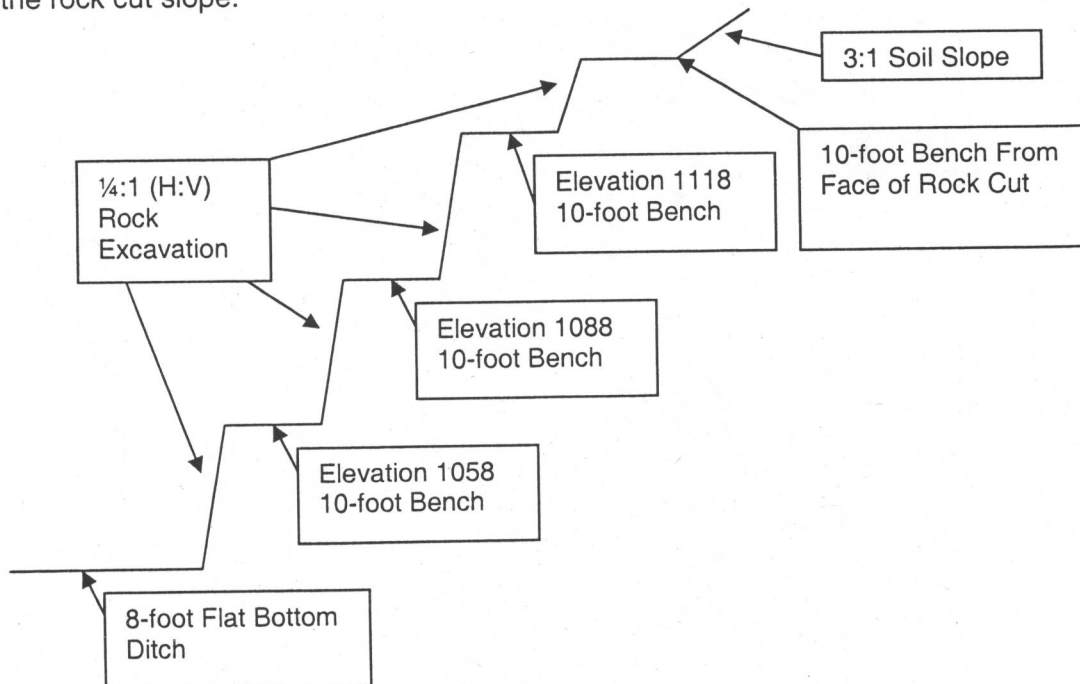 the rock cut slope.
3:1 Soil Slope
10-foot Bench From
Face of Rock Cut
¼:1 (H:V)
Rock
Excavation
Elevation 1118
10-foot Bench
Elevation 1088
10-foot Bench
Elevation 1058
10-foot Bench
8-foot Flat Bottom
Ditch